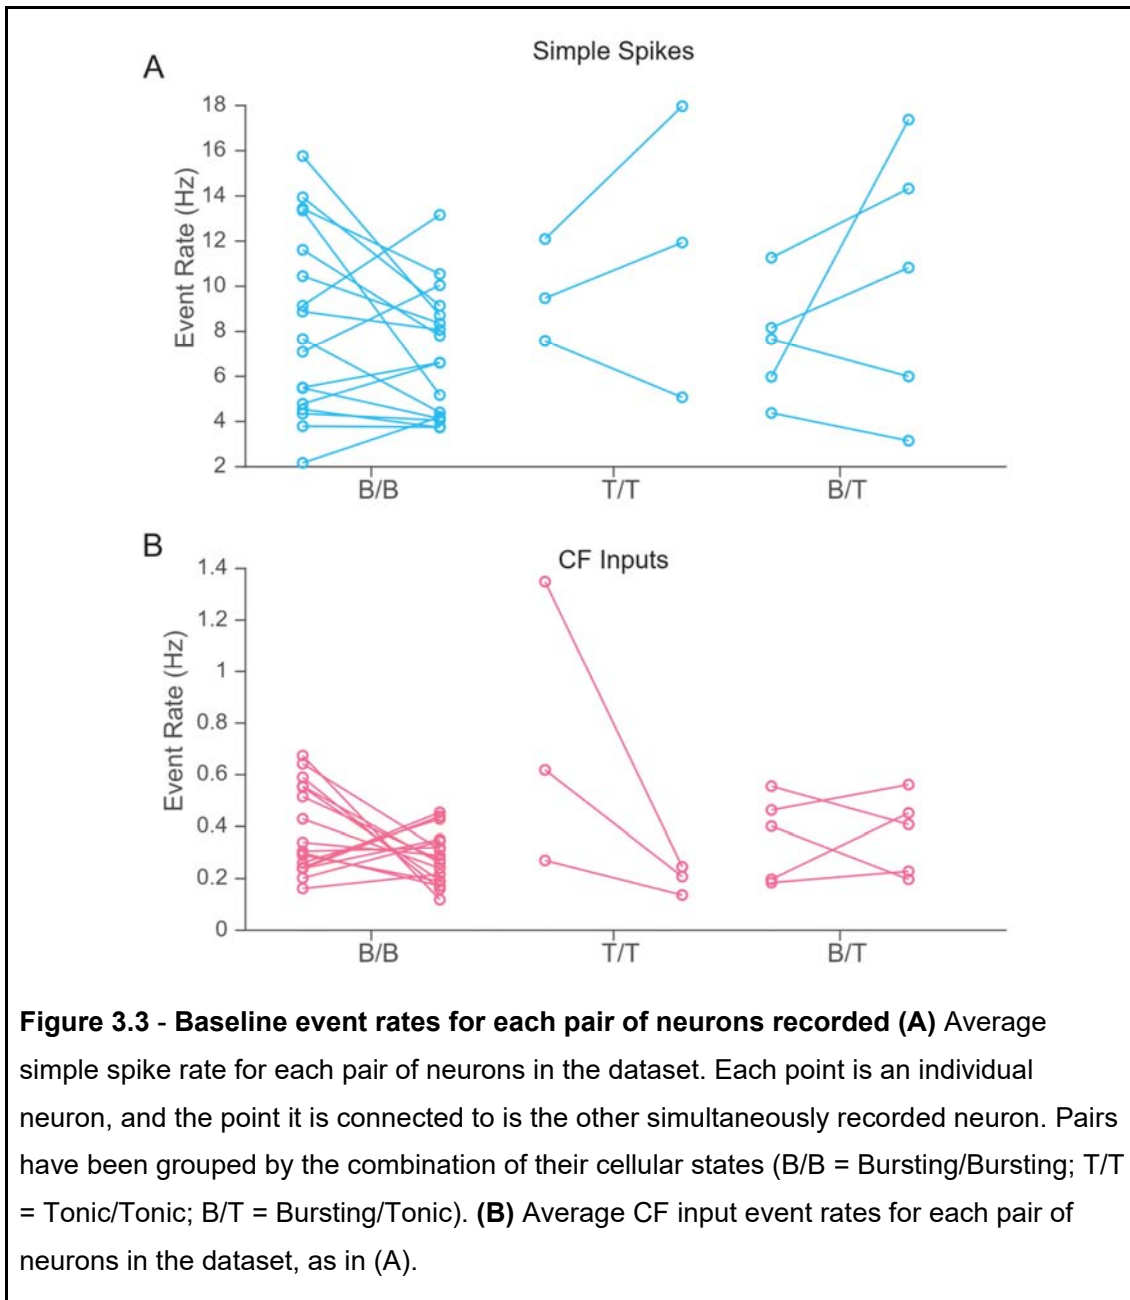 Simple Spikes
A
18
16
14
12
10
8
6
4
2
Event Rate (Hz)
B/B T/T B/T
B
CF Inputs
1.4
1.2
1
0.8
0.6
0.4
0.2
0
Event Rate (Hz)
B/B T/T B/T
Figure 3.3 - Baseline event rates for each pair of neurons recorded (A) Average
simple spike rate for each pair of neurons in the dataset. Each point is an individual
neuron, and the point it is connected to is the other simultaneously recorded neuron. Pairs
have been grouped by the combination of their cellular states (B/B = Bursting/Bursting; T/T
= Tonic/Tonic; B/T = Bursting/Tonic). (B) Average CF input event rates for each pair of
neurons in the dataset, as in (A).